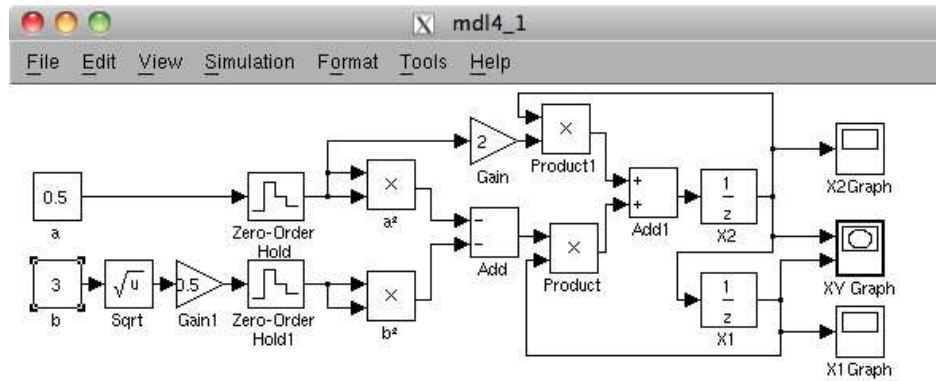 X mdl4_1
File Edit View Simulation Format Tools Help
2
Gain
×
Product1
X2Graph
0.5
a
Zero-Order
Hold
×
a²
+
+
Add1
1
z
X2
−
−
Add
×
Product
XY Graph
3
b
√u
Sqrt
0.5
Gain1
Zero-Order
Hold1
×
b²
1
z
X1
X1Graph